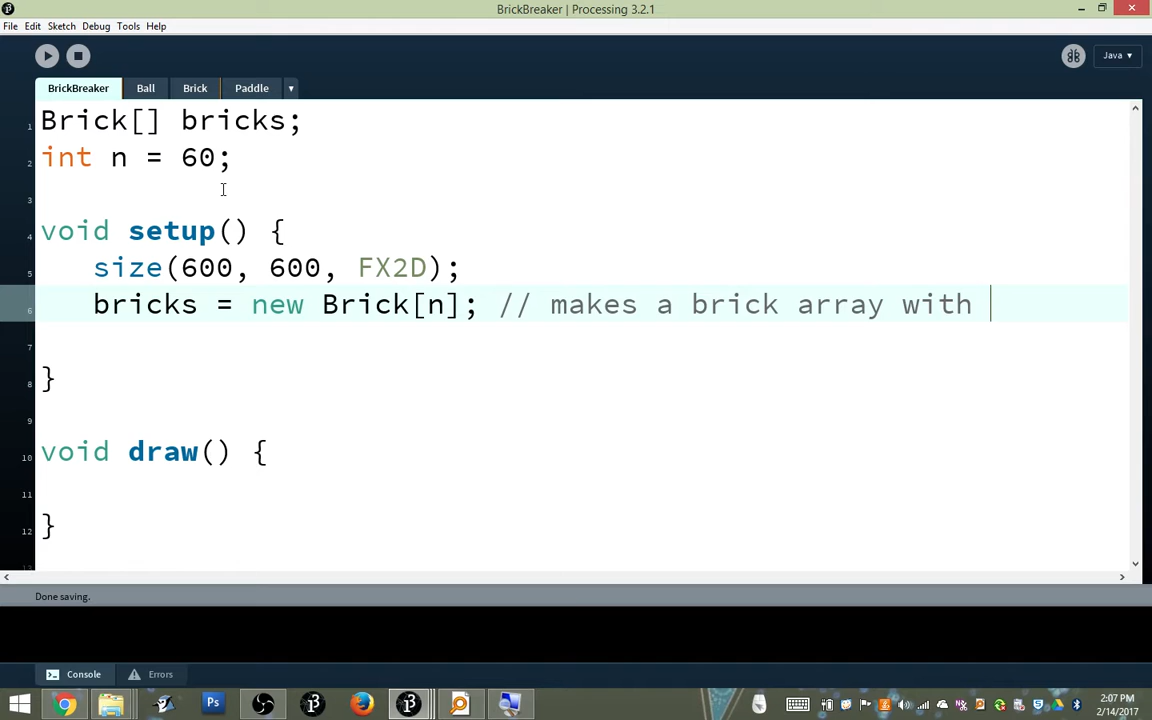 BrickBreaker | Processing 3.2.1
File Edit Sketch Debug Tools Help
Java ▾
BrickBreaker Ball Brick Paddle ▾
1 Brick[] bricks;
2 int n = 60;
3
4 void setup() {
5 size(600, 600, FX2D);
6 bricks = new Brick[n]; // makes a brick array with
7
8 }
9
10 void draw() {
11
12 }
Done saving.
Console Errors
Ps
2:07 PM
2/14/2017